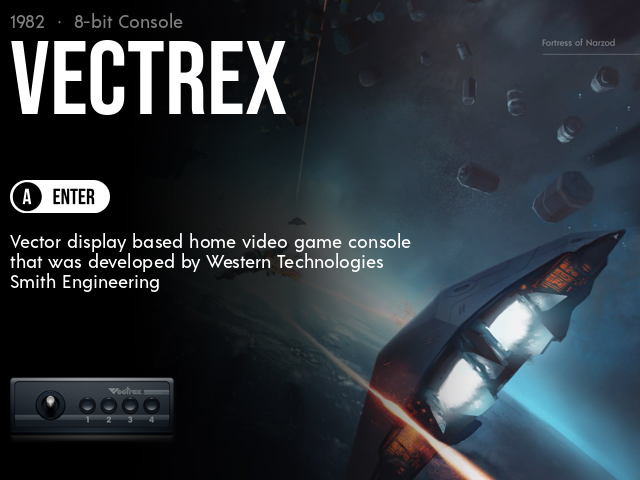 1982 · 8-bit Console
VECTREX
Fortress of Narzod
A ENTER
Vector display based home video game console
that was developed by Western Technologies
Smith Engineering
Vectrex
1 2 3 4